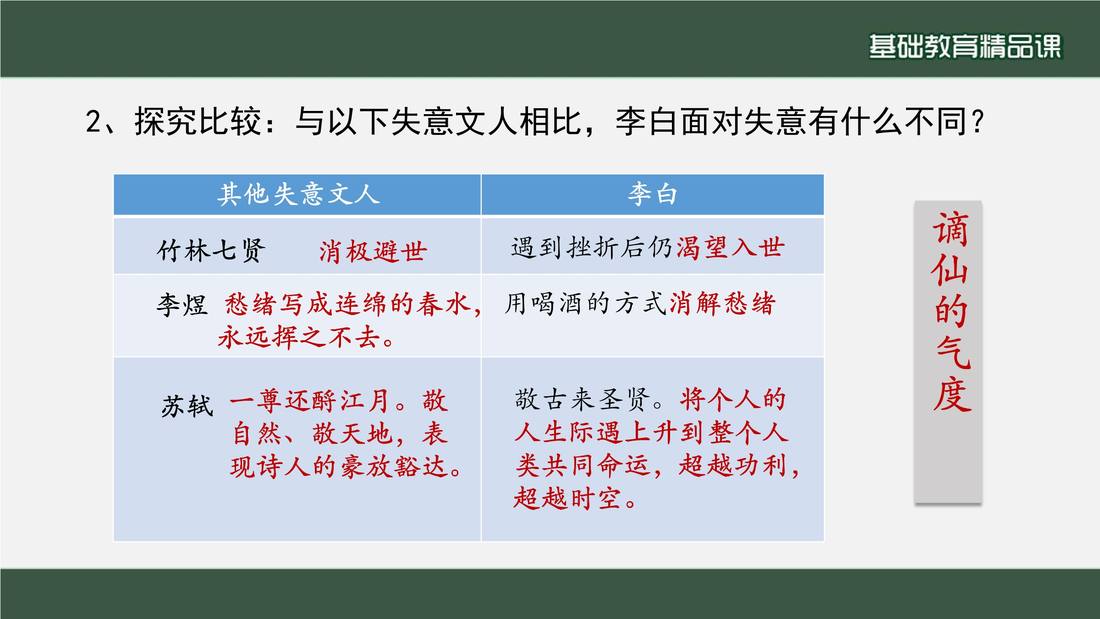 基础教育精品课
2、探究比较：与以下失意文人相比，李白面对失意有什么不同？
其他失意文人
李白
竹林七贤 消极避世
遇到挫折后仍渴望入世
李煜 愁绪写成连绵的春水，
永远挥之不去。
用喝酒的方式消解愁绪
苏轼 一尊还酹江月。敬
自然、敬天地，表
现诗人的豪放豁达。
敬古来圣贤。将个人的
人生际遇上升到整个人
类共同命运，超越功利，
超越时空。
谪仙的气度